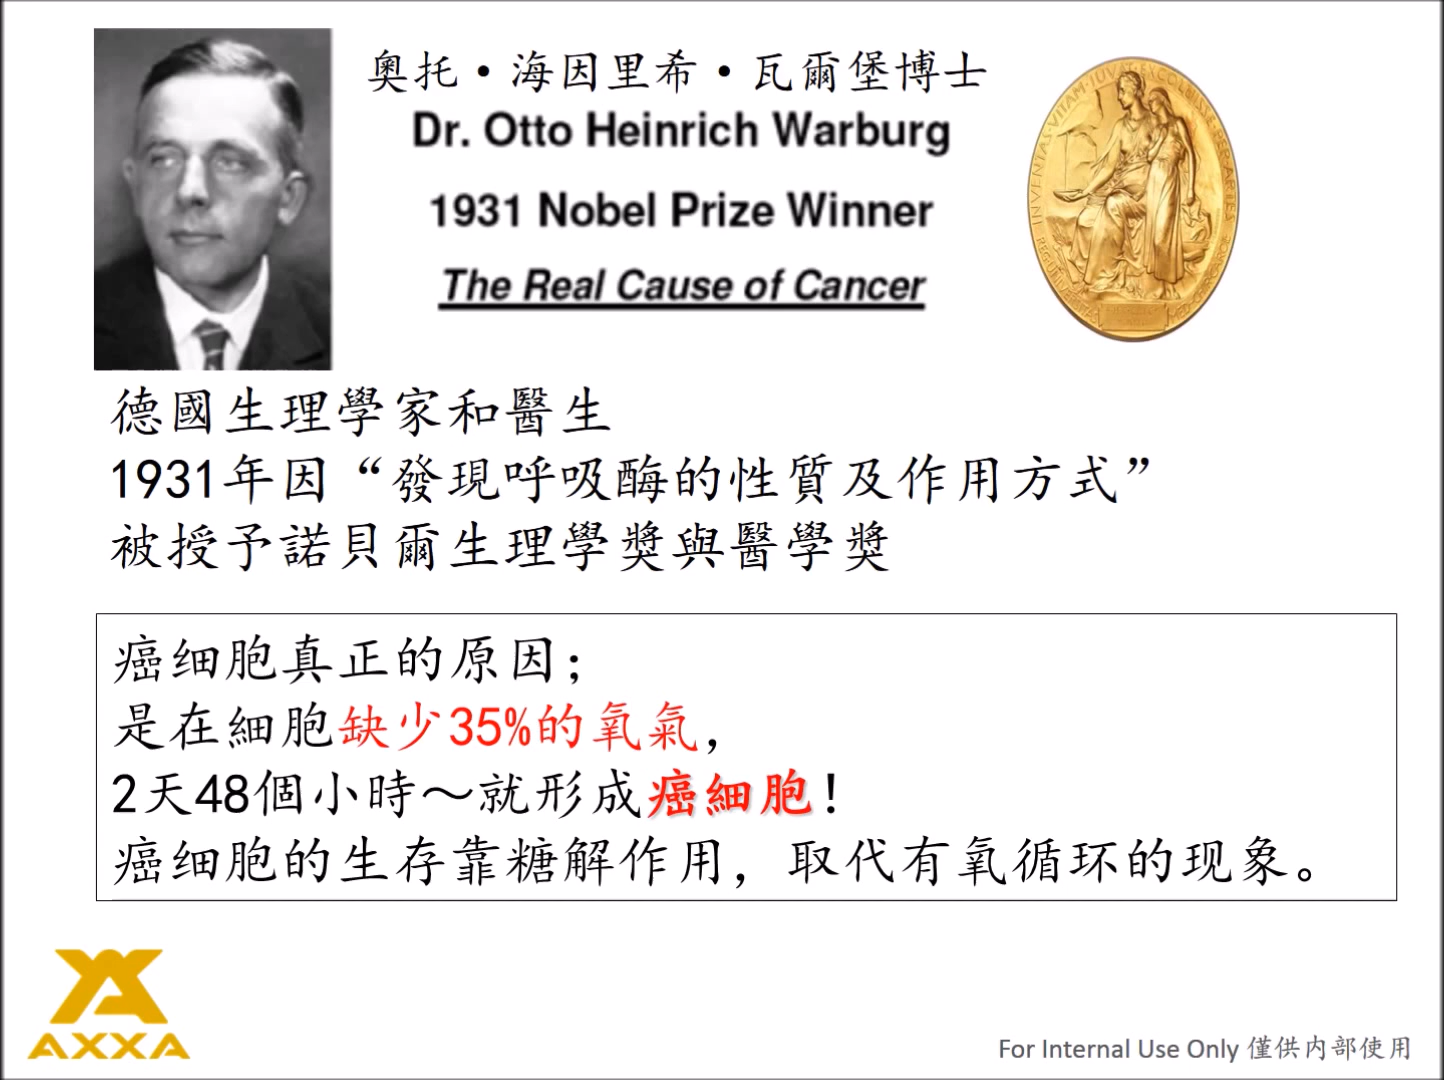 奧托·海因里希·瓦爾堡博士
Dr. Otto Heinrich Warburg
1931 Nobel Prize Winner
The Real Cause of Cancer
德國生理學家和醫生
1931年因“發現呼吸酶的性質及作用方式”
被授予諾貝爾生理學獎與醫學獎
癌细胞真正的原因；
是在細胞缺少35%的氧氣，
2天48個小時～就形成癌細胞！
癌细胞的生存靠糖解作用，取代有氧循环的现象。
AXXA
For Internal Use Only 僅供內部使用